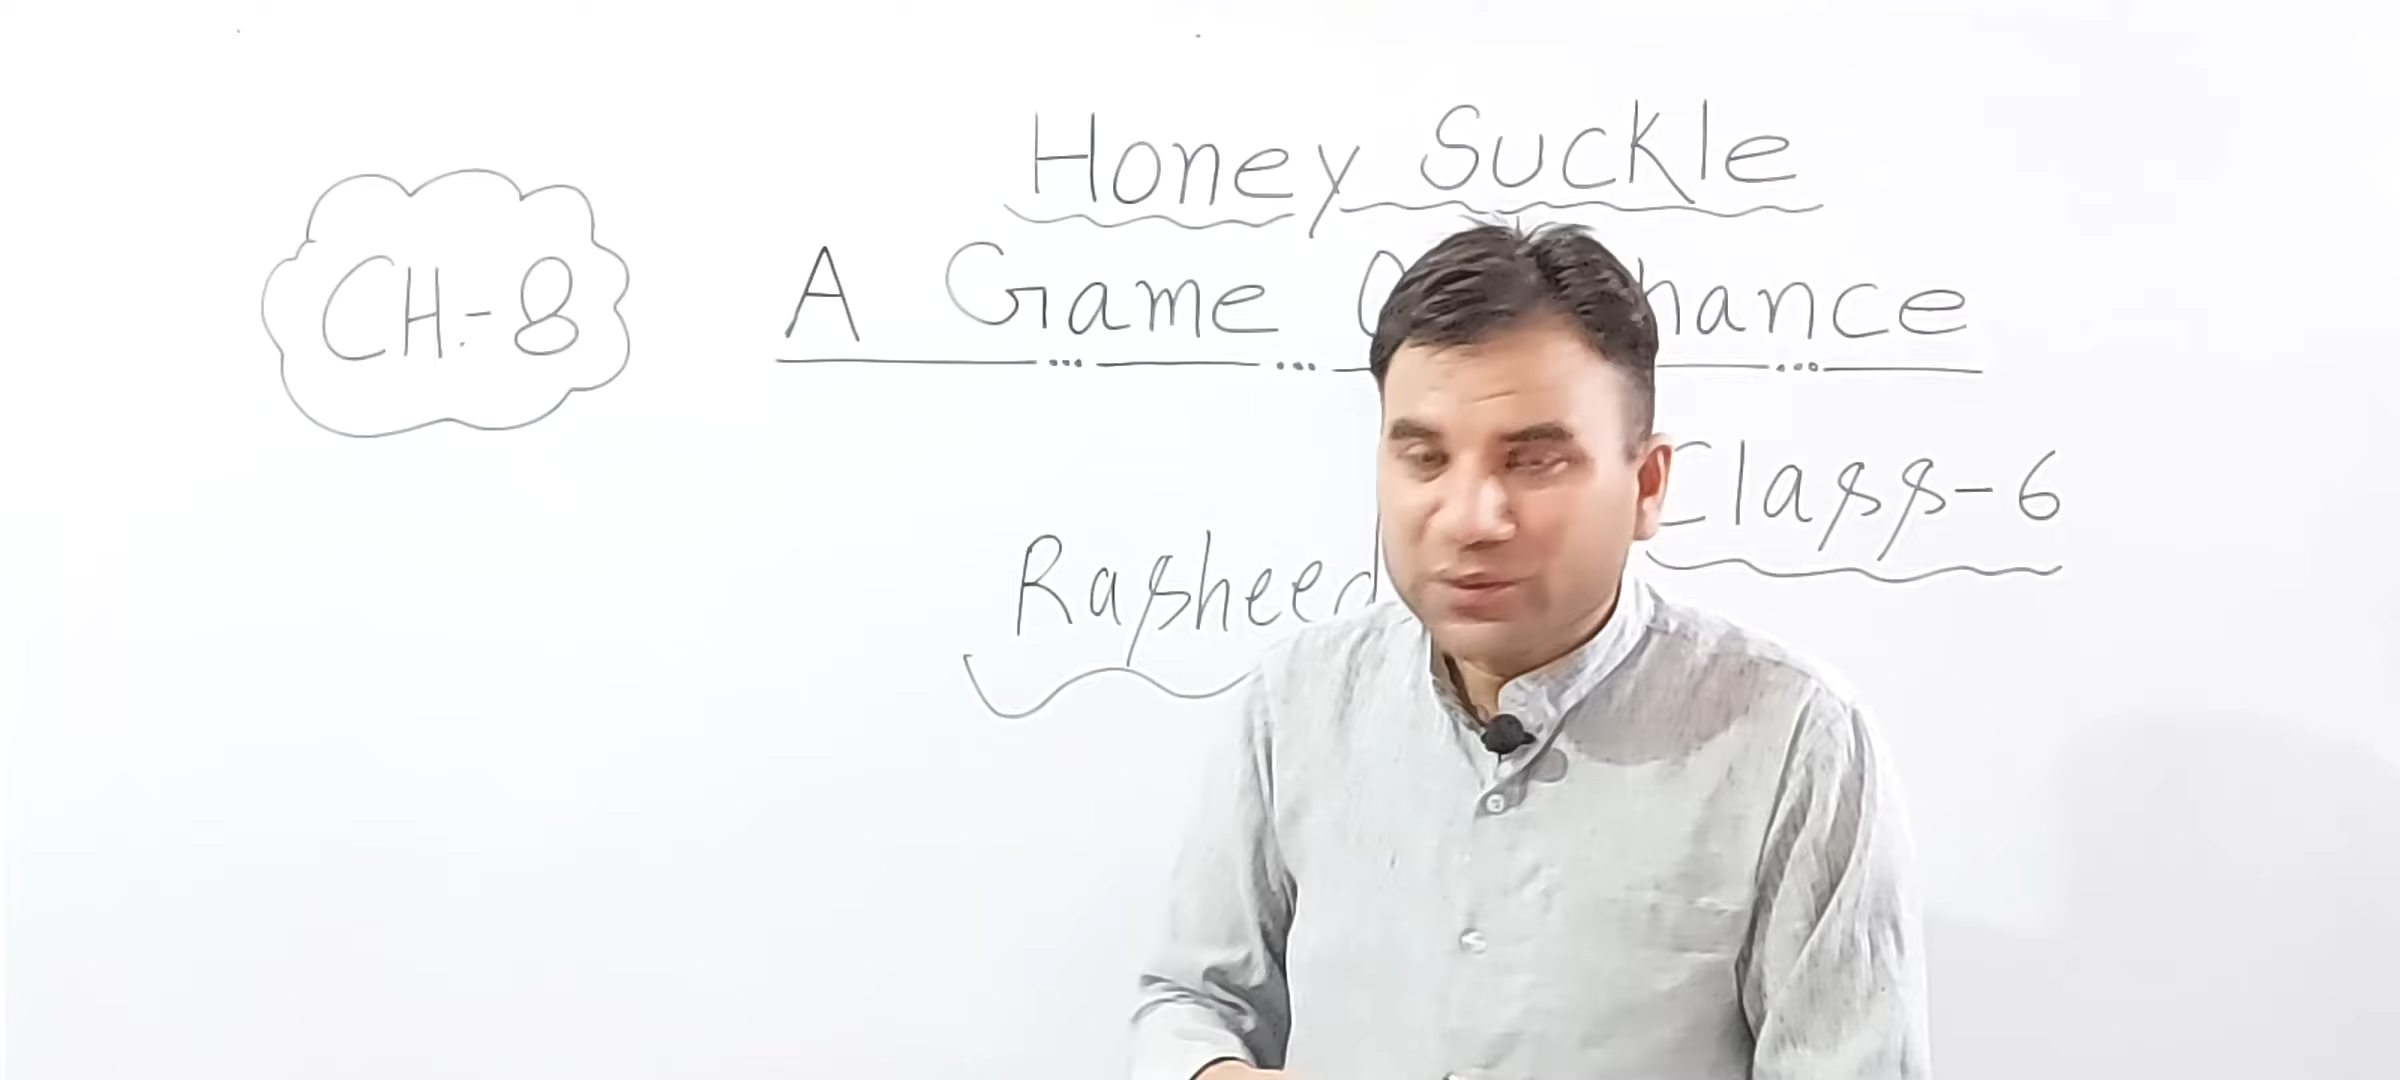 Honey Suckle
CH.-8
A Game hance
Class-6
Rasheed